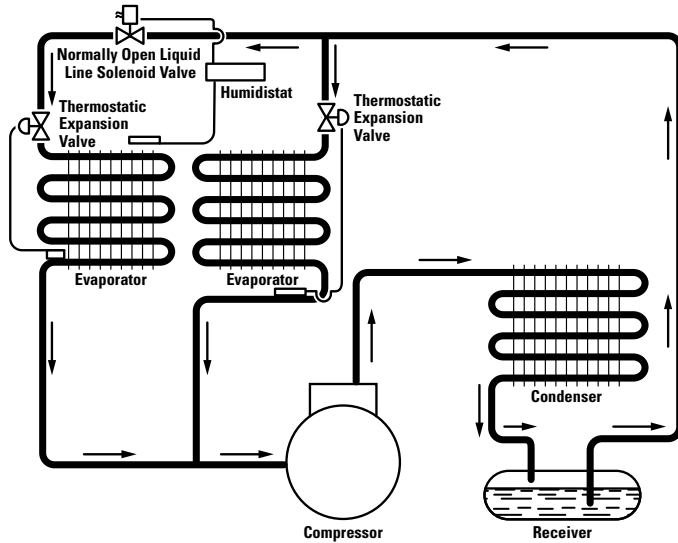 Normally Open Liquid
Line Solenoid Valve
Humidistat
Thermostatic
Expansion
Valve
Thermostatic
Expansion
Valve
Evaporator
Evaporator
Condenser
Compressor
Receiver